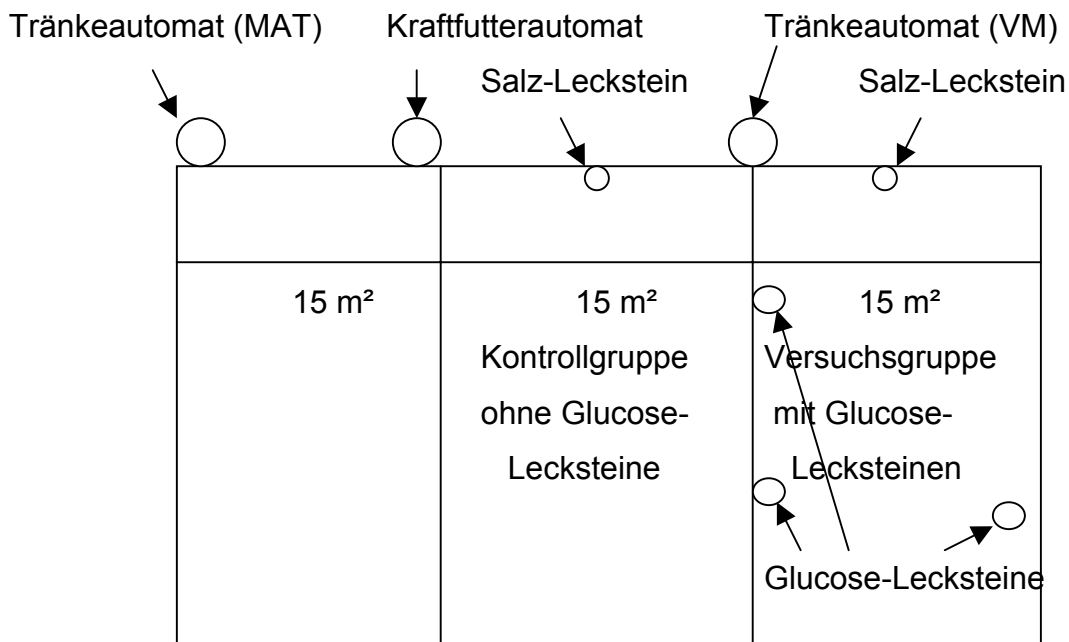 Tränkeautomat (MAT) Kraftfutterautomat Tränkeautomat (VM)
Salz-Leckstein Salz-Leckstein
15 m² 15 m² 15 m²
Kontrollgruppe Versuchsgruppe
ohne Glucose- mit Glucose-
Lecksteine Lecksteinen
Glucose-Lecksteine